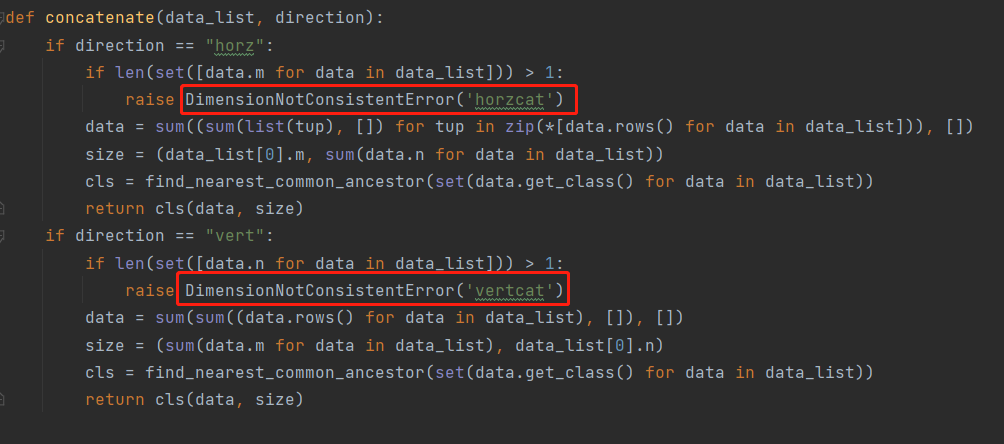 def concatenate(data_list, direction):
    if direction == "horz":
        if len(set([data.m for data in data_list])) > 1:
            raise DimensionNotConsistentError('horzcat')
        data = sum((sum(list(tup), []) for tup in zip(*[data.rows() for data in data_list])), [])
        size = (data_list[0].m, sum(data.n for data in data_list))
        cls = find_nearest_common_ancestor(set(data.get_class() for data in data_list))
        return cls(data, size)
    if direction == "vert":
        if len(set([data.n for data in data_list])) > 1:
            raise DimensionNotConsistentError('vertcat')
        data = sum(sum((data.rows() for data in data_list), []), [])
        size = (sum(data.m for data in data_list), data_list[0].n)
        cls = find_nearest_common_ancestor(set(data.get_class() for data in data_list))
        return cls(data, size)